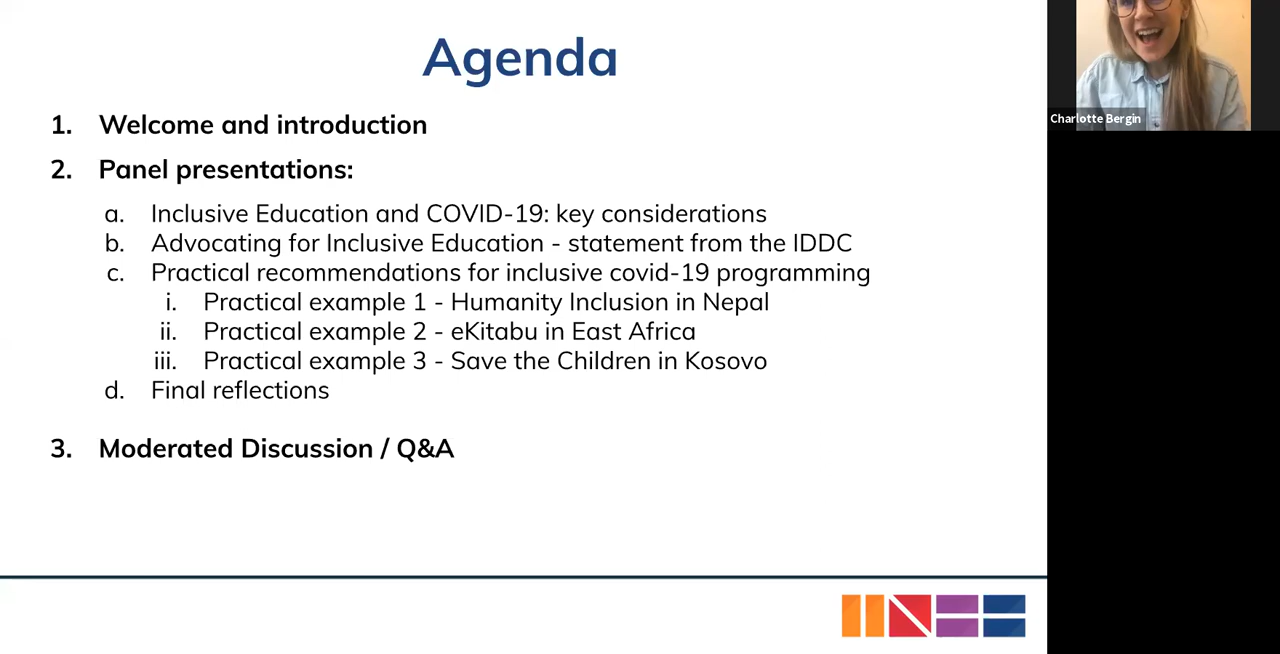 Agenda
1. Welcome and introduction
2. Panel presentations:
a. Inclusive Education and COVID-19: key considerations
b. Advocating for Inclusive Education - statement from the IDDC
c. Practical recommendations for inclusive covid-19 programming
i. Practical example 1 - Humanity Inclusion in Nepal
ii. Practical example 2 - eKitabu in East Africa
iii. Practical example 3 - Save the Children in Kosovo
d. Final reflections
3. Moderated Discussion / Q&A
INEE
Charlotte Bergin